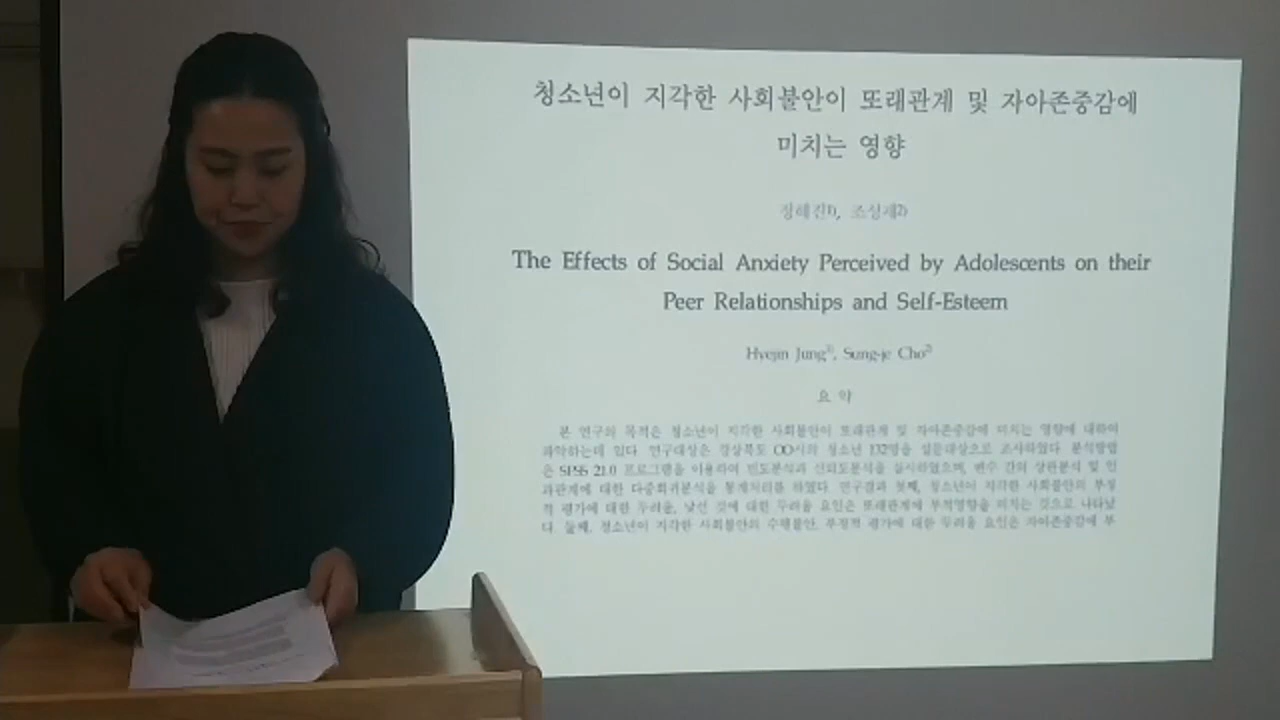 청소년이 지각한 사회불안이 또래관계 및 자아존중감에
미치는 영향
정혜진1), 조성제2)
The Effects of Social Anxiety Perceived by Adolescents on their
Peer Relationships and Self-Esteem
Hyejin Jung1), Sung-je Cho2)
요 약
본 연구의 목적은 청소년이 지각한 사회불안이 또래관계 및 자아존중감에 미치는 영향에 대하여
파악하는데 있다. 연구대상은 경상북도 OO시의 청소년 132명을 설문대상으로 조사하였다. 분석방법
은 SPSS 21.0 프로그램을 이용하여 빈도분석과 신뢰도분석을 실시하였으며, 변수 간의 상관분석 및 인
과관계에 대한 다중회귀분석을 통계처리를 하였다. 연구결과 첫째, 청소년이 지각한 사회불안의 부정
적 평가에 대한 두려움, 낯선 것에 대한 두려움 요인은 또래관계에 부적영향을 미치는 것으로 나타났
다. 둘째, 청소년이 지각한 사회불안의 수행불안, 부정적 평가에 대한 두려움 요인은 자아존중감에 부